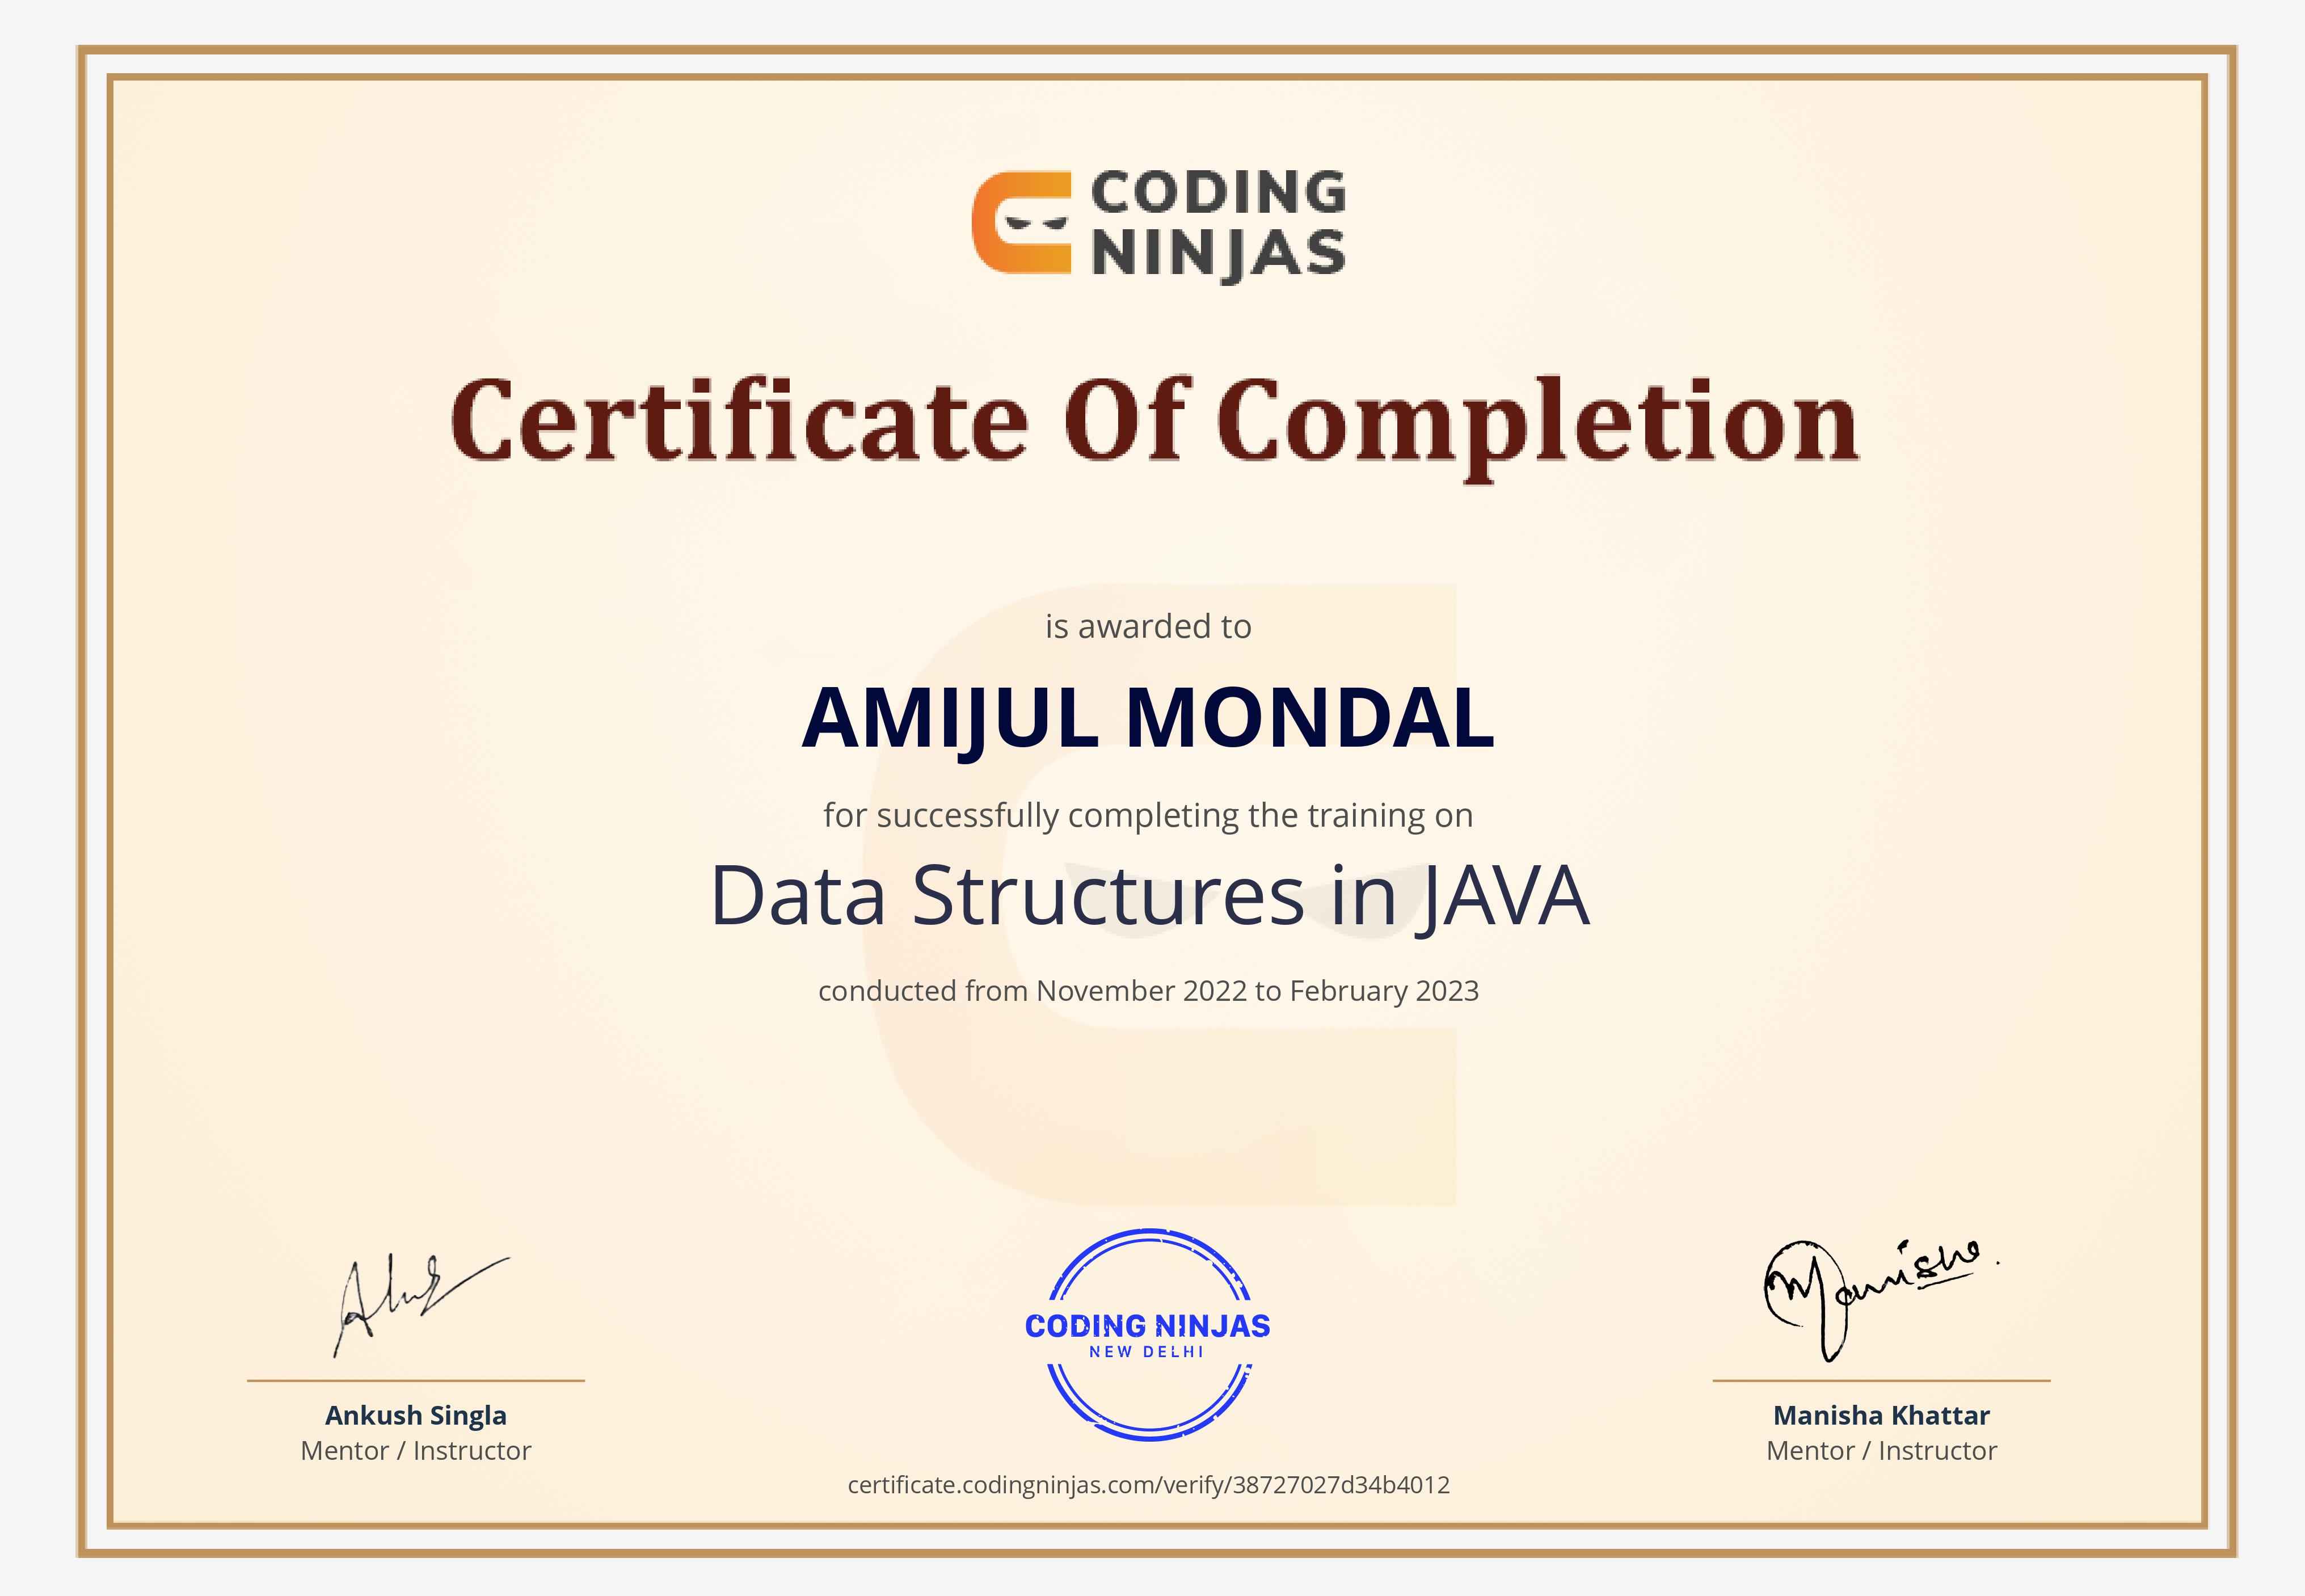 CODING
NINJAS
Certificate Of Completion
is awarded to
AMIJUL MONDAL
for successfully completing the training on
Data Structures in JAVA
conducted from November 2022 to February 2023
Manisha.
CODING NINJAS
NEW DELHI
Ankush Singla
Mentor / Instructor
Manisha Khattar
Mentor / Instructor
certificate.codingninjas.com/verify/38727027d34b4012